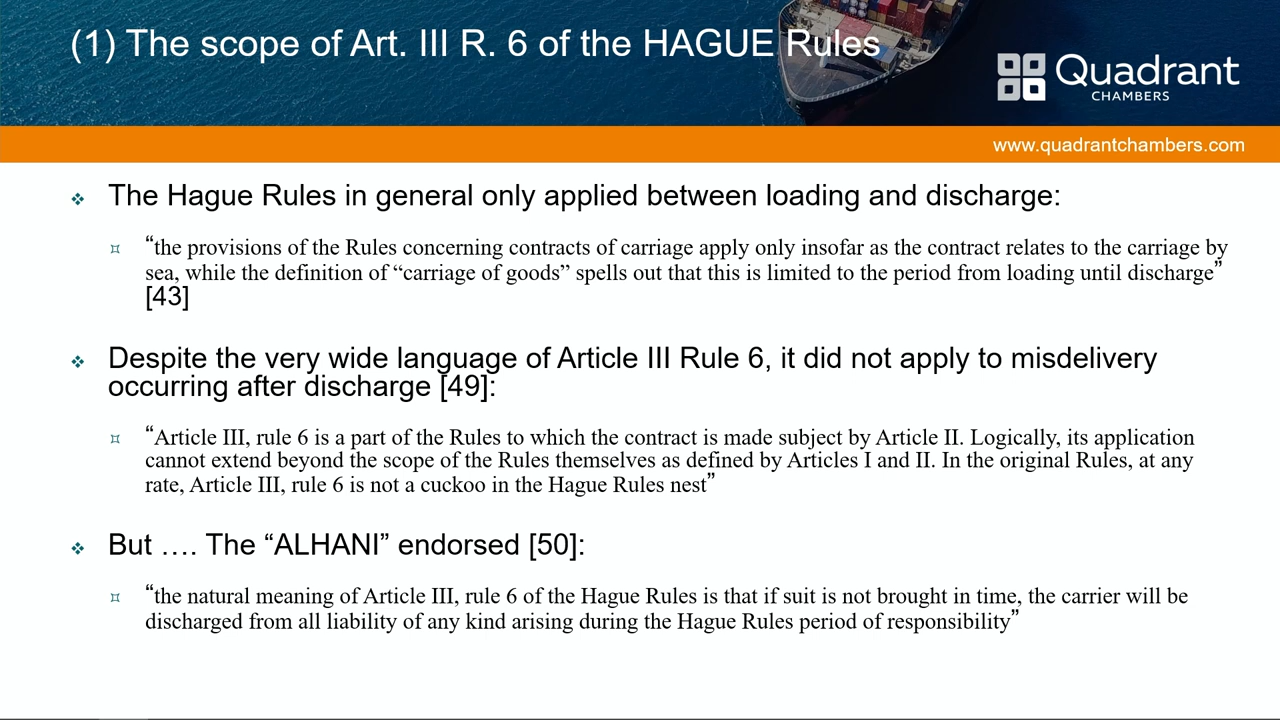 (1) The scope of Art. III R. 6 of the HAGUE Rules
Quadrant
CHAMBERS
www.quadrantchambers.com
The Hague Rules in general only applied between loading and discharge:
“the provisions of the Rules concerning contracts of carriage apply only insofar as the contract relates to the carriage by
sea, while the definition of “carriage of goods” spells out that this is limited to the period from loading until discharge”
[43]
Despite the very wide language of Article III Rule 6, it did not apply to misdelivery
occurring after discharge [49]:
“Article III, rule 6 is a part of the Rules to which the contract is made subject by Article II. Logically, its application
cannot extend beyond the scope of the Rules themselves as defined by Articles I and II. In the original Rules, at any
rate, Article III, rule 6 is not a cuckoo in the Hague Rules nest”
But …. The “ALHANI” endorsed [50]:
“the natural meaning of Article III, rule 6 of the Hague Rules is that if suit is not brought in time, the carrier will be
discharged from all liability of any kind arising during the Hague Rules period of responsibility”